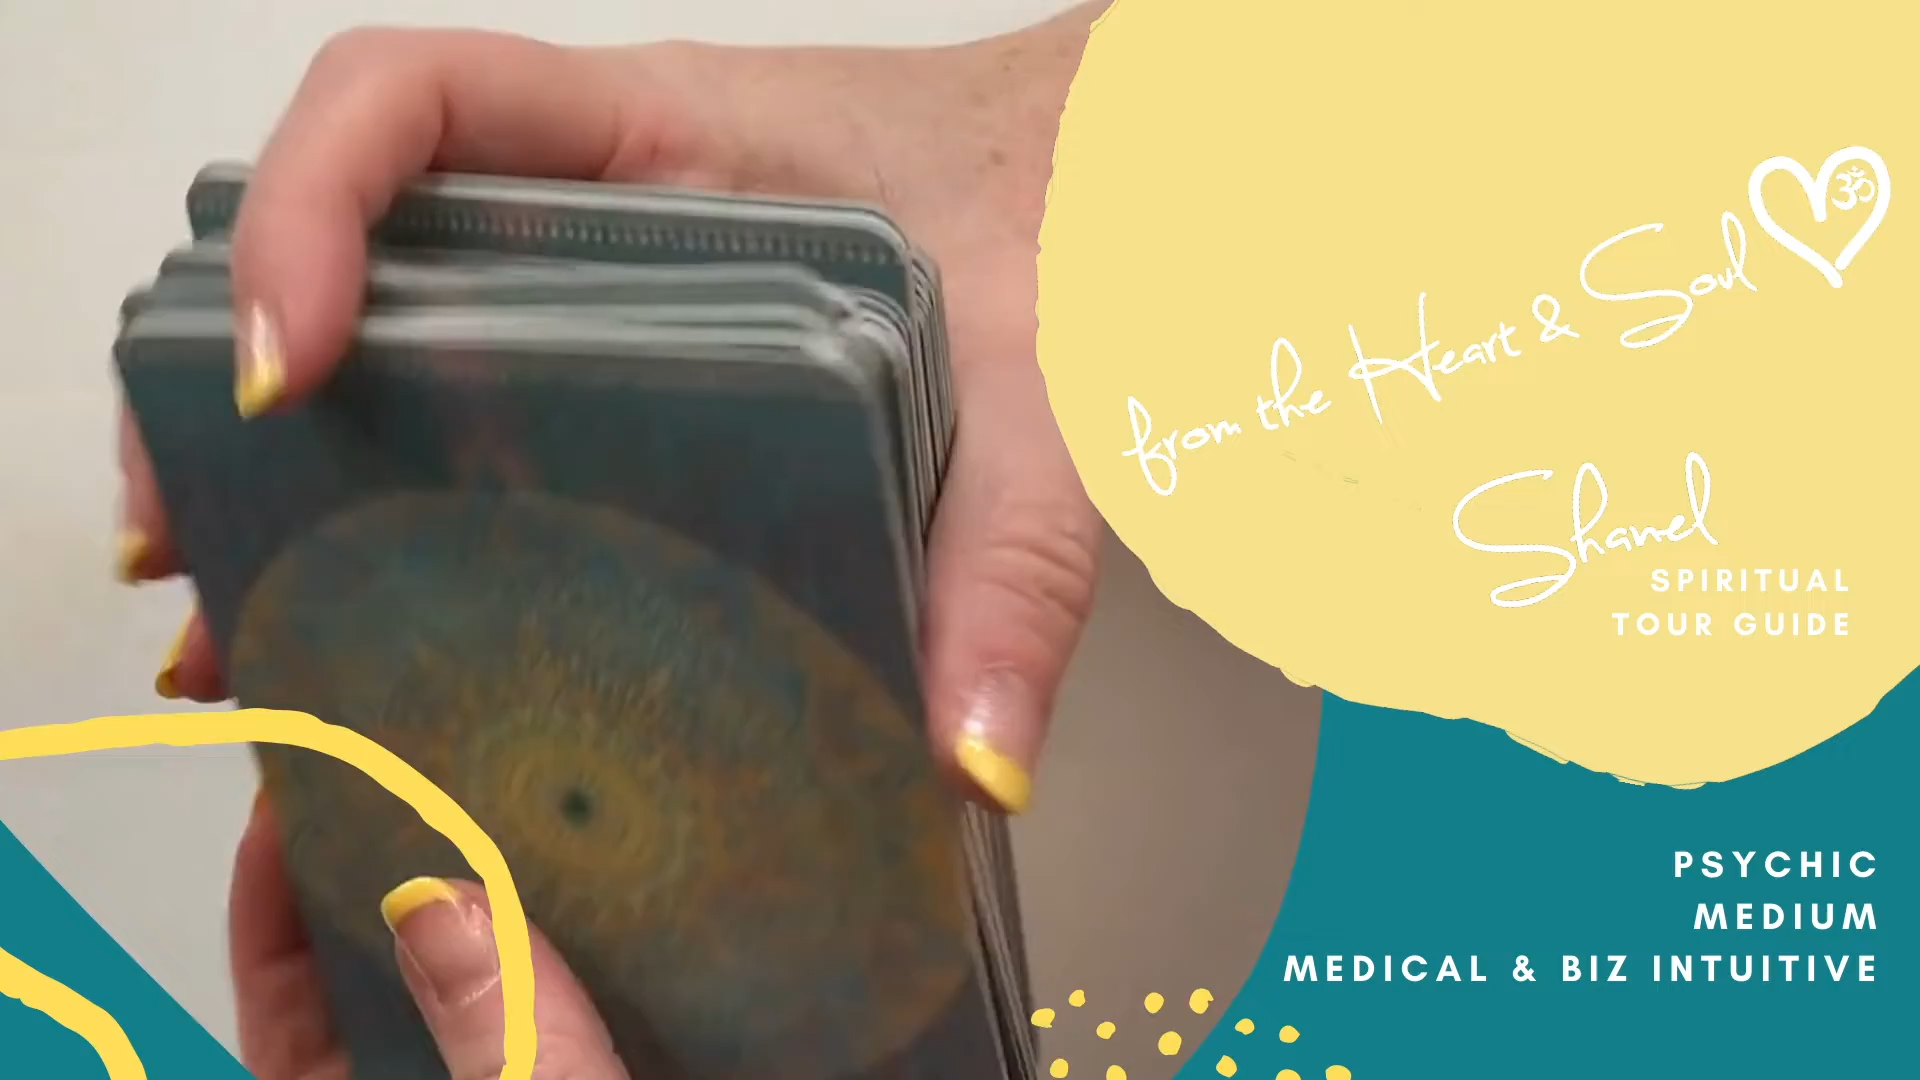 from the Heart & Soul ॐ
Shanel
SPIRITUAL
TOUR GUIDE
PSYCHIC
MEDIUM
MEDICAL & BIZ INTUITIVE